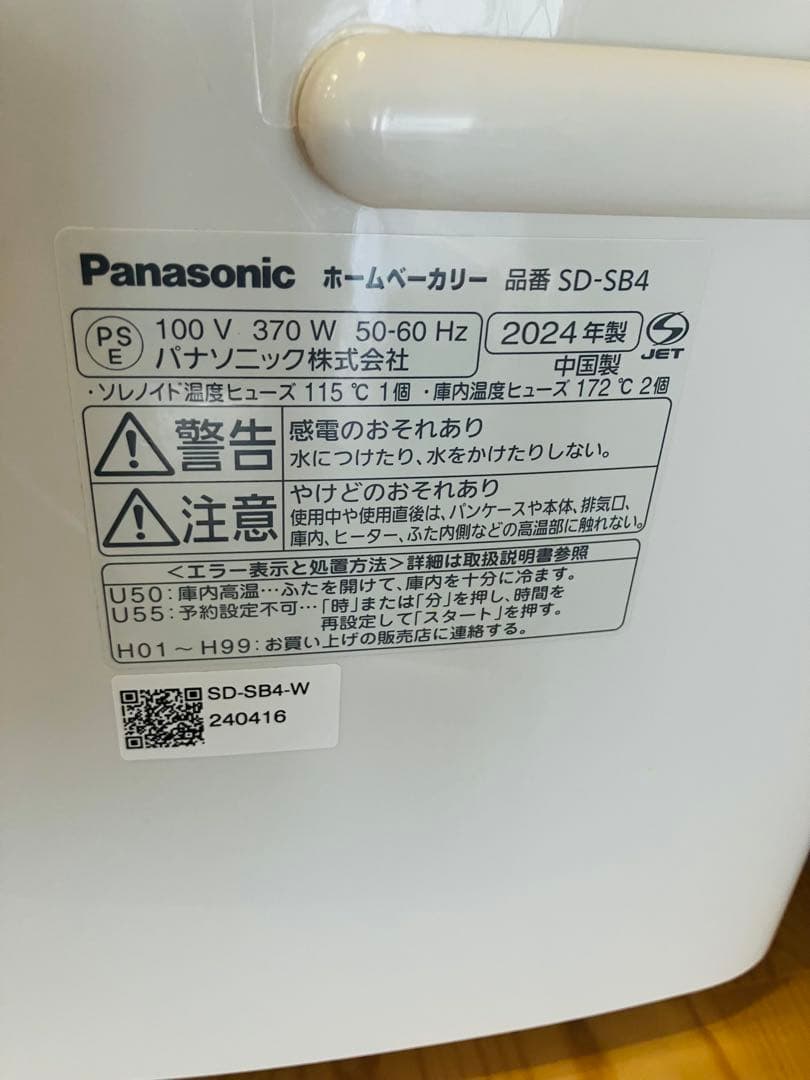 Panasonic ホームベーカリー 品番 SD-SB4
PS E 100 V 370 W 50-60 Hz
パナソニック株式会社
2024年製
中国製
S JET
・ソレノイド温度ヒューズ 115 ℃ 1個 ・庫内温度ヒューズ 172 ℃ 2個
警告
感電のおそれあり
水につけたり、水をかけたりしない。
注意
やけどのおそれあり
使用中や使用直後は、パンケースや本体、排気口、
庫内、ヒーター、ふた内側などの高温部に触れない。
<エラー表示と処置方法>詳細は取扱説明書参照
U50:庫内高温…ふたを開けて、庫内を十分に冷ます。
U55:予約設定不可…「時」または「分」を押し、時間を
再設定して「スタート」を押す。
H01～H99:お買い上げの販売店に連絡する。
SD-SB4-W
240416